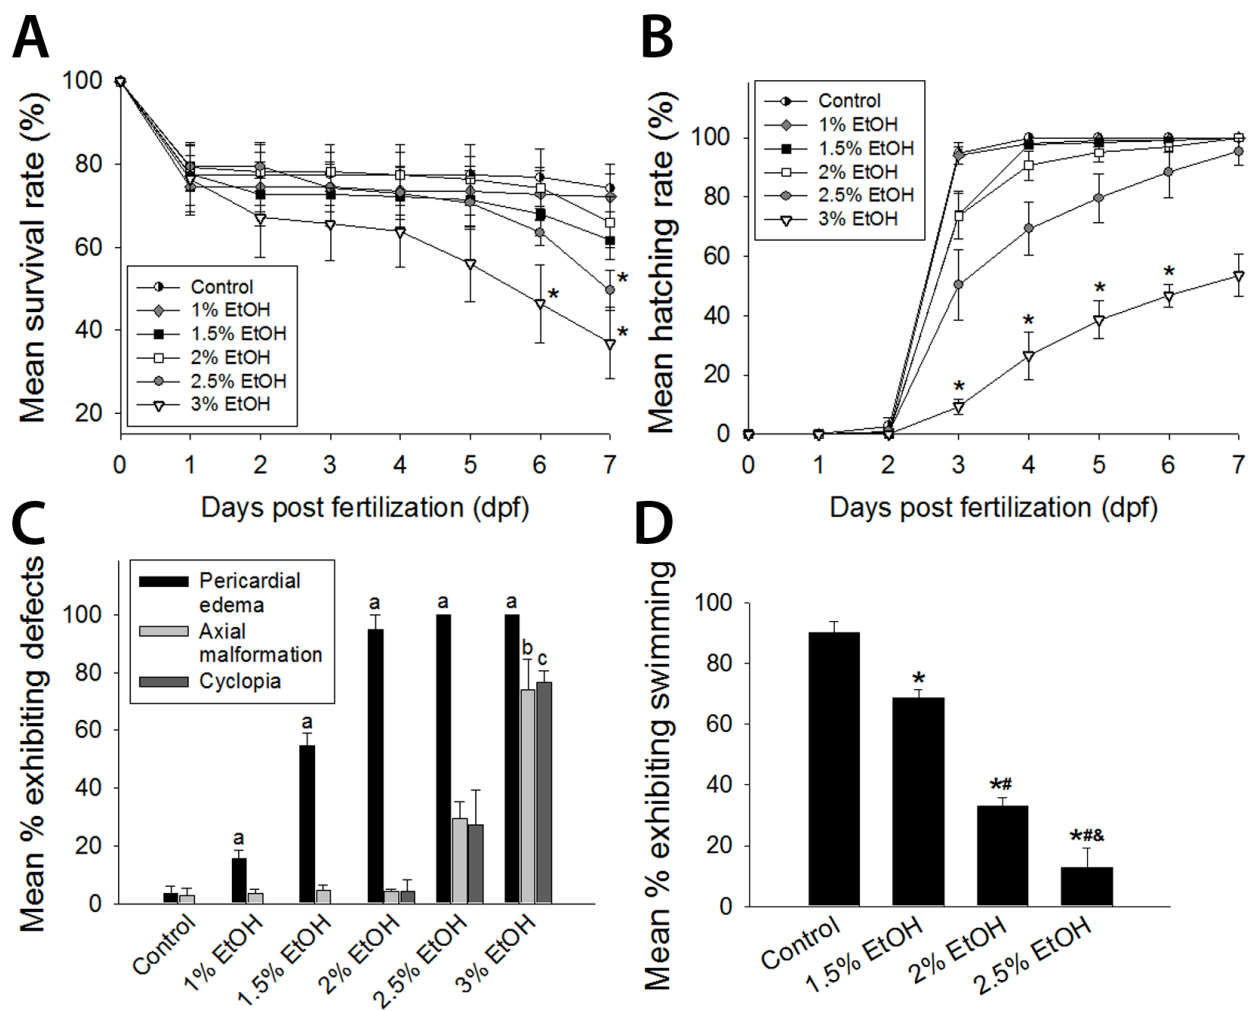 A
Mean survival rate (%)
100
80
60
40
20
Control
1% EtOH
1.5% EtOH
2% EtOH
2.5% EtOH
3% EtOH
*
*
*
0 1 2 3 4 5 6 7
Days post fertilization (dpf)
B
Mean hatching rate (%)
100
80
60
40
20
0
Control
1% EtOH
1.5% EtOH
2% EtOH
2.5% EtOH
3% EtOH
*
*
*
*
0 1 2 3 4 5 6 7
Days post fertilization (dpf)
C
Mean % exhibiting defects
100
80
60
40
20
0
Pericardial
edema
Axial
malformation
Cyclopia
a
a
a
a
a
b
c
Control
1% EtOH
1.5% EtOH
2% EtOH
2.5% EtOH
3% EtOH
D
Mean % exhibiting swimming
100
80
60
40
20
0
*
*#
*#&
Control
1.5% EtOH
2% EtOH
2.5% EtOH